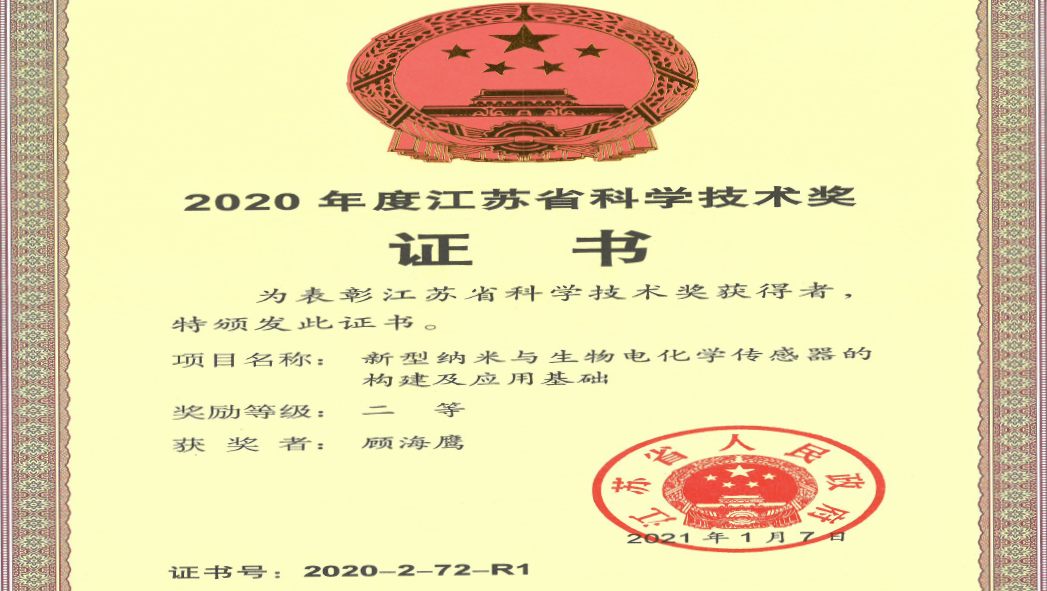 2020 年度江苏省科学技术奖
证 书
为表彰江苏省科学技术奖获得者，
特颁发此证书。
项目名称： 新型纳米与生物电化学传感器的
构建及应用基础
奖励等级： 二 等
获 奖 者： 顾海鹰
江苏省人民政府
2021 年 1 月 7 日
证书号： 2020-2-72-R1